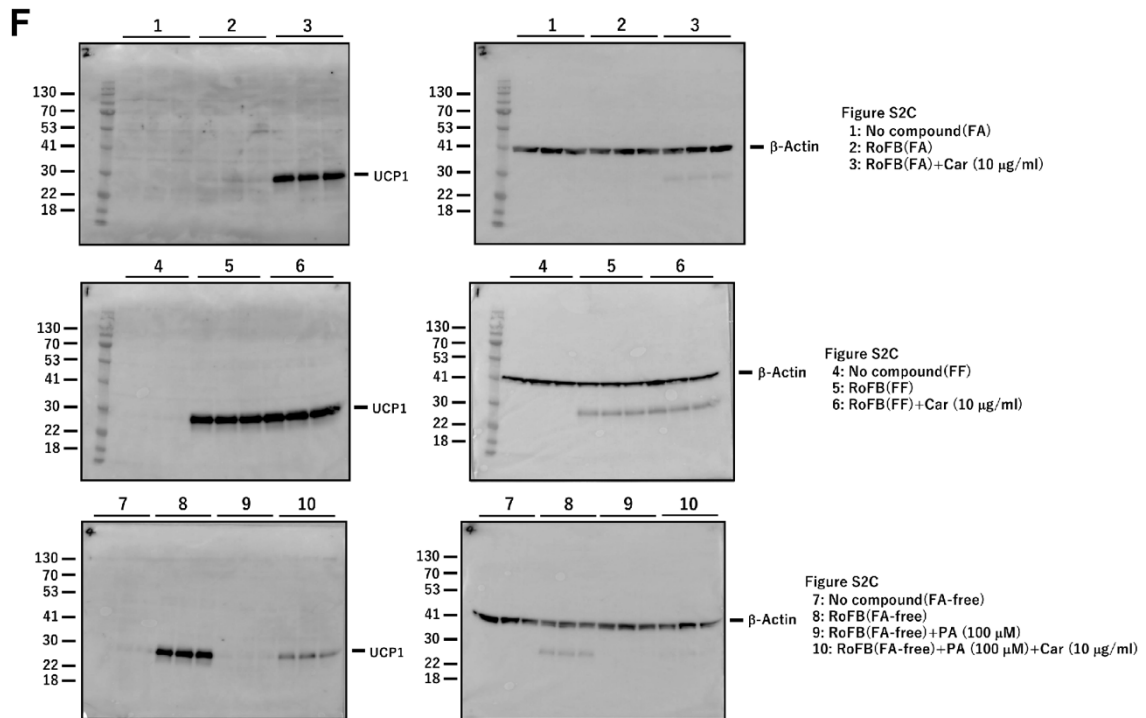 F
1 2 3
130
70
53
41
30
22
18
UCP1
1 2 3
130
70
53
41
30
22
18
β-Actin
Figure S2C
1: No compound(FA)
2: RoFB(FA)
3: RoFB(FA)+Car (10 μg/ml)
4 5 6
1
130
70
53
41
30
22
18
UCP1
4 5 6
1
130
70
53
41
30
22
18
β-Actin
Figure S2C
4: No compound(FF)
5: RoFB(FF)
6: RoFB(FF)+Car (10 μg/ml)
7 8 9 10
130
70
53
41
30
22
18
UCP1
7 8 9 10
130
70
53
41
30
22
18
β-Actin
Figure S2C
7: No compound(FA-free)
8: RoFB(FA-free)
9: RoFB(FA-free)+PA (100 μM)
10: RoFB(FA-free)+PA (100 μM)+Car (10 μg/ml)